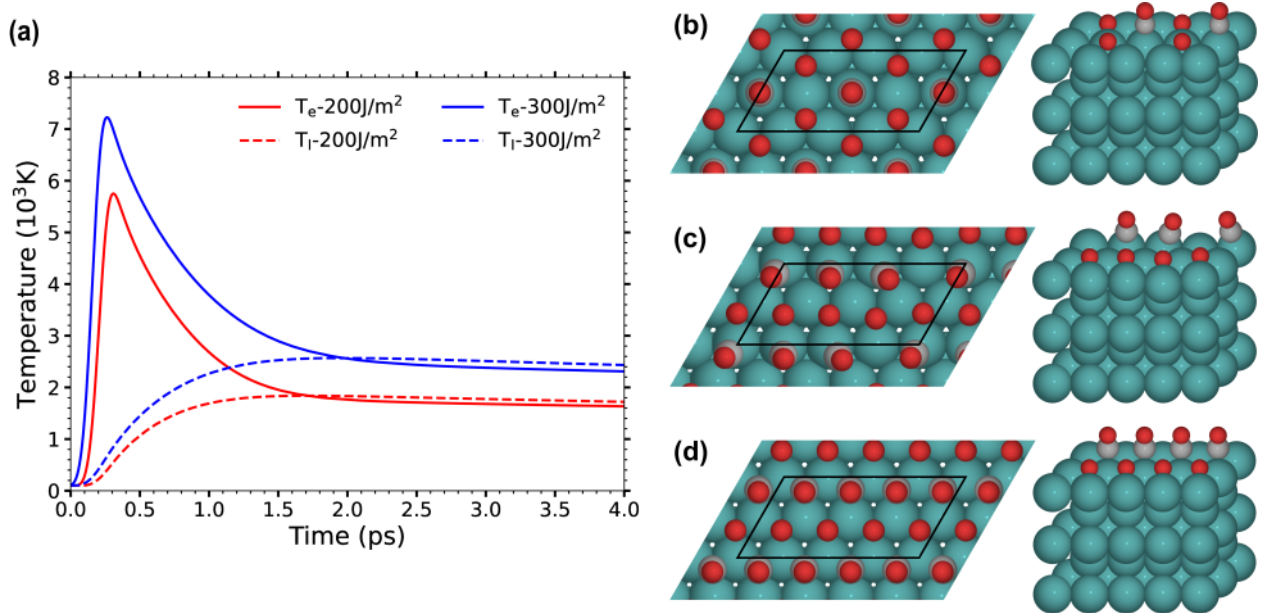 (a)
8
7
6
5
4
3
2
1
0
Temperature (10³K)
Tₑ-200J/m²
Tₗ-200J/m²
Tₑ-300J/m²
Tₗ-300J/m²
0.0 0.5 1.0 1.5 2.0 2.5 3.0 3.5 4.0
Time (ps)
(b)
(c)
(d)